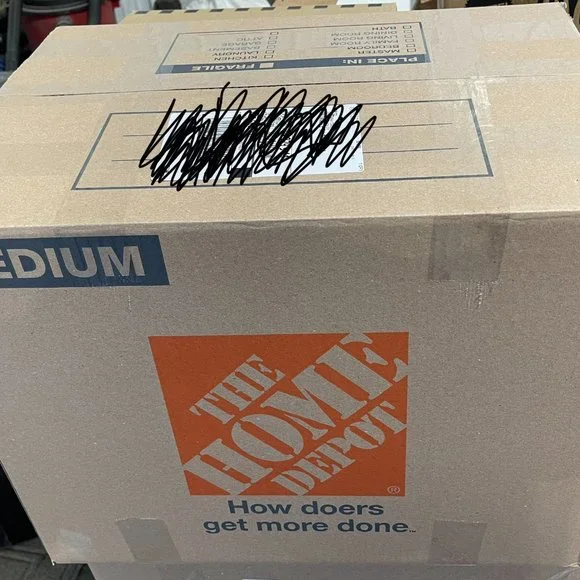 PLACE IN:
FRAGILE
MASTER
BEDROOM
FAMILY ROOM
LIVING ROOM
DINING ROOM
BATH
KITCHEN
LAUNDRY
BASEMENT
GARAGE
ATTIC
EDIUM
THE
HOME
DEPOT
®
How doers
get more done.™